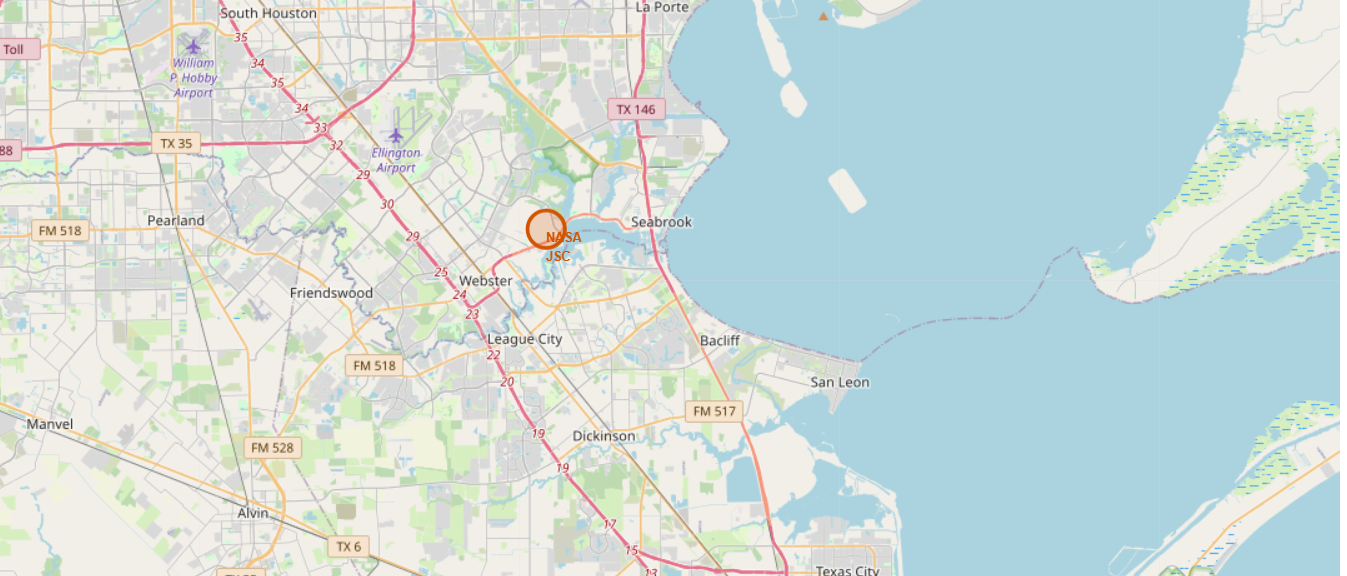 South Houston
La Porte
35
Toll
William
P. Hobby
Airport
34
35
34
TX 146
33
88
TX 35
32
Ellington
Airport
29
30
Pearland
FM 518
29
Seabrook
NASA
JSC
25
Webster
Friendswood
24
23
League City
Bacliff
22
FM 518
20
San Leon
FM 517
Manvel
19
Dickinson
FM 528
19
Alvin
17
TX 6
15
13
Texas City